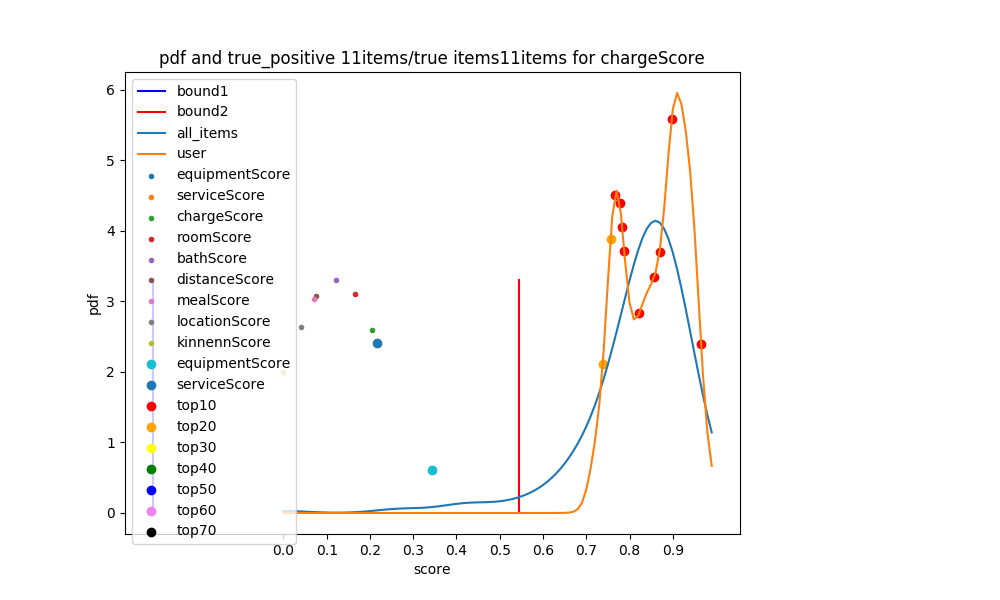 pdf and true_positive 11items/true items11items for chargeScore
bound1
bound2
all_items
user
equipmentScore
serviceScore
chargeScore
roomScore
bathScore
distanceScore
mealScore
locationScore
kinnennScore
equipmentScore
serviceScore
top10
top20
top30
top40
top50
top60
top70
6
5
4
3
2
1
0
pdf
0.0 0.1 0.2 0.3 0.4 0.5 0.6 0.7 0.8 0.9
score